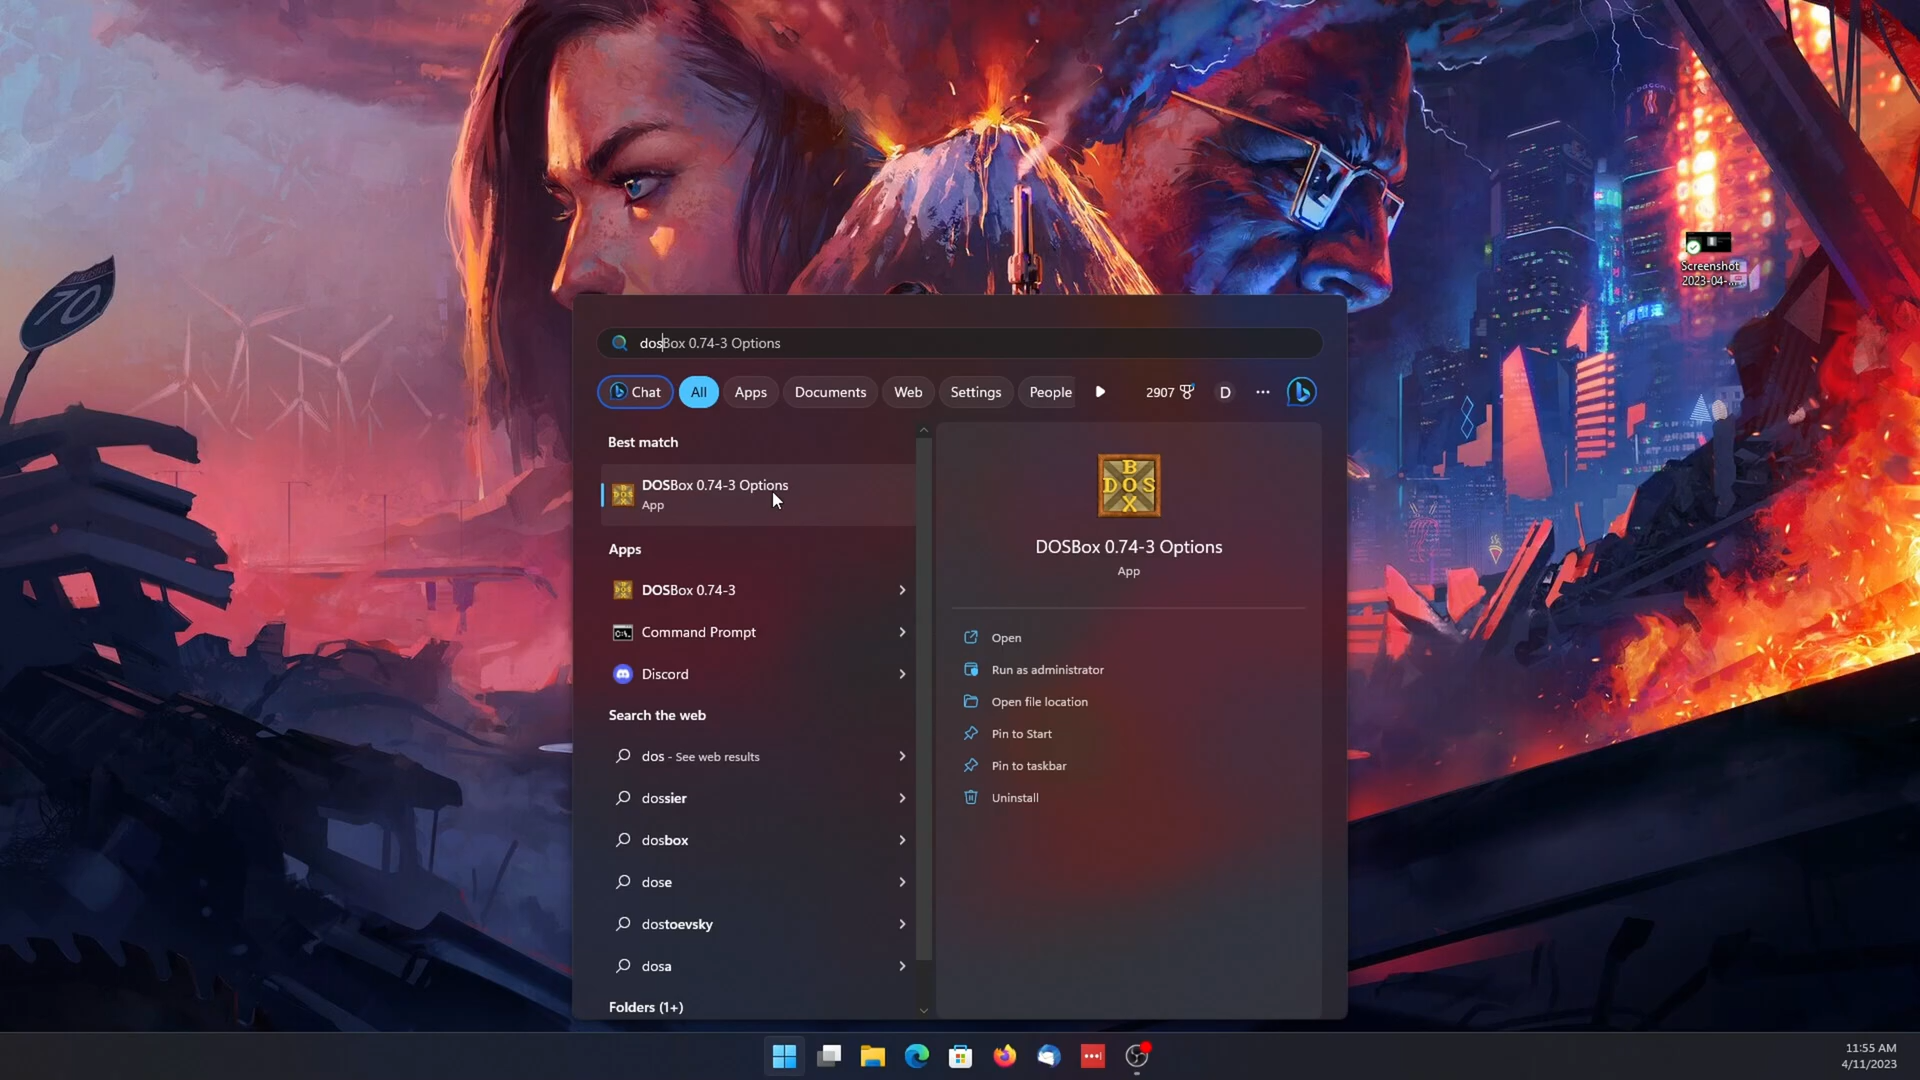 70
Screenshot
2023-04-...
dosBox 0.74-3 Options
Chat
All
Apps
Documents
Web
Settings
People
2907
D
...
Best match
DOSBox 0.74-3 Options
App
Apps
DOSBox 0.74-3
Command Prompt
Discord
Search the web
dos - See web results
dossier
dosbox
dose
dostoevsky
dosa
Folders (1+)
BOX
DOS
DOSBox 0.74-3 Options
App
Open
Run as administrator
Open file location
Pin to Start
Pin to taskbar
Uninstall
11:55 AM
4/11/2023